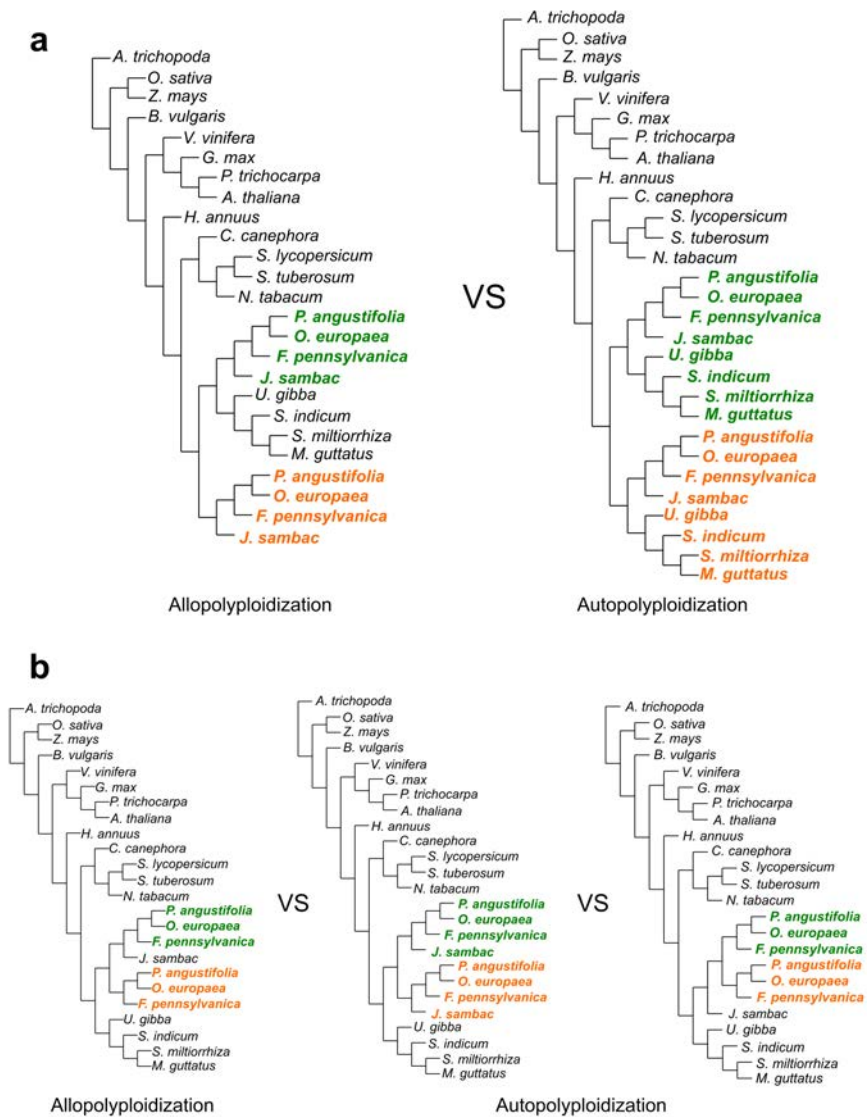 a
A. trichopoda
O. sativa
Z. mays
B. vulgaris
V. vinifera
G. max
P. trichocarpa
A. thaliana
H. annuus
C. canephora
S. lycopersicum
S. tuberosum
N. tabacum
P. angustifolia
O. europaea
F. pennsylvanica
J. sambac
U. gibba
S. indicum
S. miltiorrhiza
M. guttatus
P. angustifolia
O. europaea
F. pennsylvanica
J. sambac
Allopolyploidization
VS
A. trichopoda
O. sativa
Z. mays
B. vulgaris
V. vinifera
G. max
P. trichocarpa
A. thaliana
H. annuus
C. canephora
S. lycopersicum
S. tuberosum
N. tabacum
P. angustifolia
O. europaea
F. pennsylvanica
J. sambac
U. gibba
S. indicum
S. miltiorrhiza
M. guttatus
P. angustifolia
O. europaea
F. pennsylvanica
J. sambac
U. gibba
S. indicum
S. miltiorrhiza
M. guttatus
Autopolyploidization
b
A. trichopoda
O. sativa
Z. mays
B. vulgaris
V. vinifera
G. max
P. trichocarpa
A. thaliana
H. annuus
C. canephora
S. lycopersicum
S. tuberosum
N. tabacum
P. angustifolia
O. europaea
F. pennsylvanica
J. sambac
P. angustifolia
O. europaea
F. pennsylvanica
U. gibba
S. indicum
S. miltiorrhiza
M. guttatus
Allopolyploidization
VS
A. trichopoda
O. sativa
Z. mays
B. vulgaris
V. vinifera
G. max
P. trichocarpa
A. thaliana
H. annuus
C. canephora
S. lycopersicum
S. tuberosum
N. tabacum
P. angustifolia
O. europaea
F. pennsylvanica
J. sambac
P. angustifolia
O. europaea
F. pennsylvanica
J. sambac
U. gibba
S. indicum
S. miltiorrhiza
M. guttatus
VS
A. trichopoda
O. sativa
Z. mays
B. vulgaris
V. vinifera
G. max
P. trichocarpa
A. thaliana
H. annuus
C. canephora
S. lycopersicum
S. tuberosum
N. tabacum
P. angustifolia
O. europaea
F. pennsylvanica
P. angustifolia
O. europaea
F. pennsylvanica
J. sambac
U. gibba
S. indicum
S. miltiorrhiza
M. guttatus
Autopolyploidization